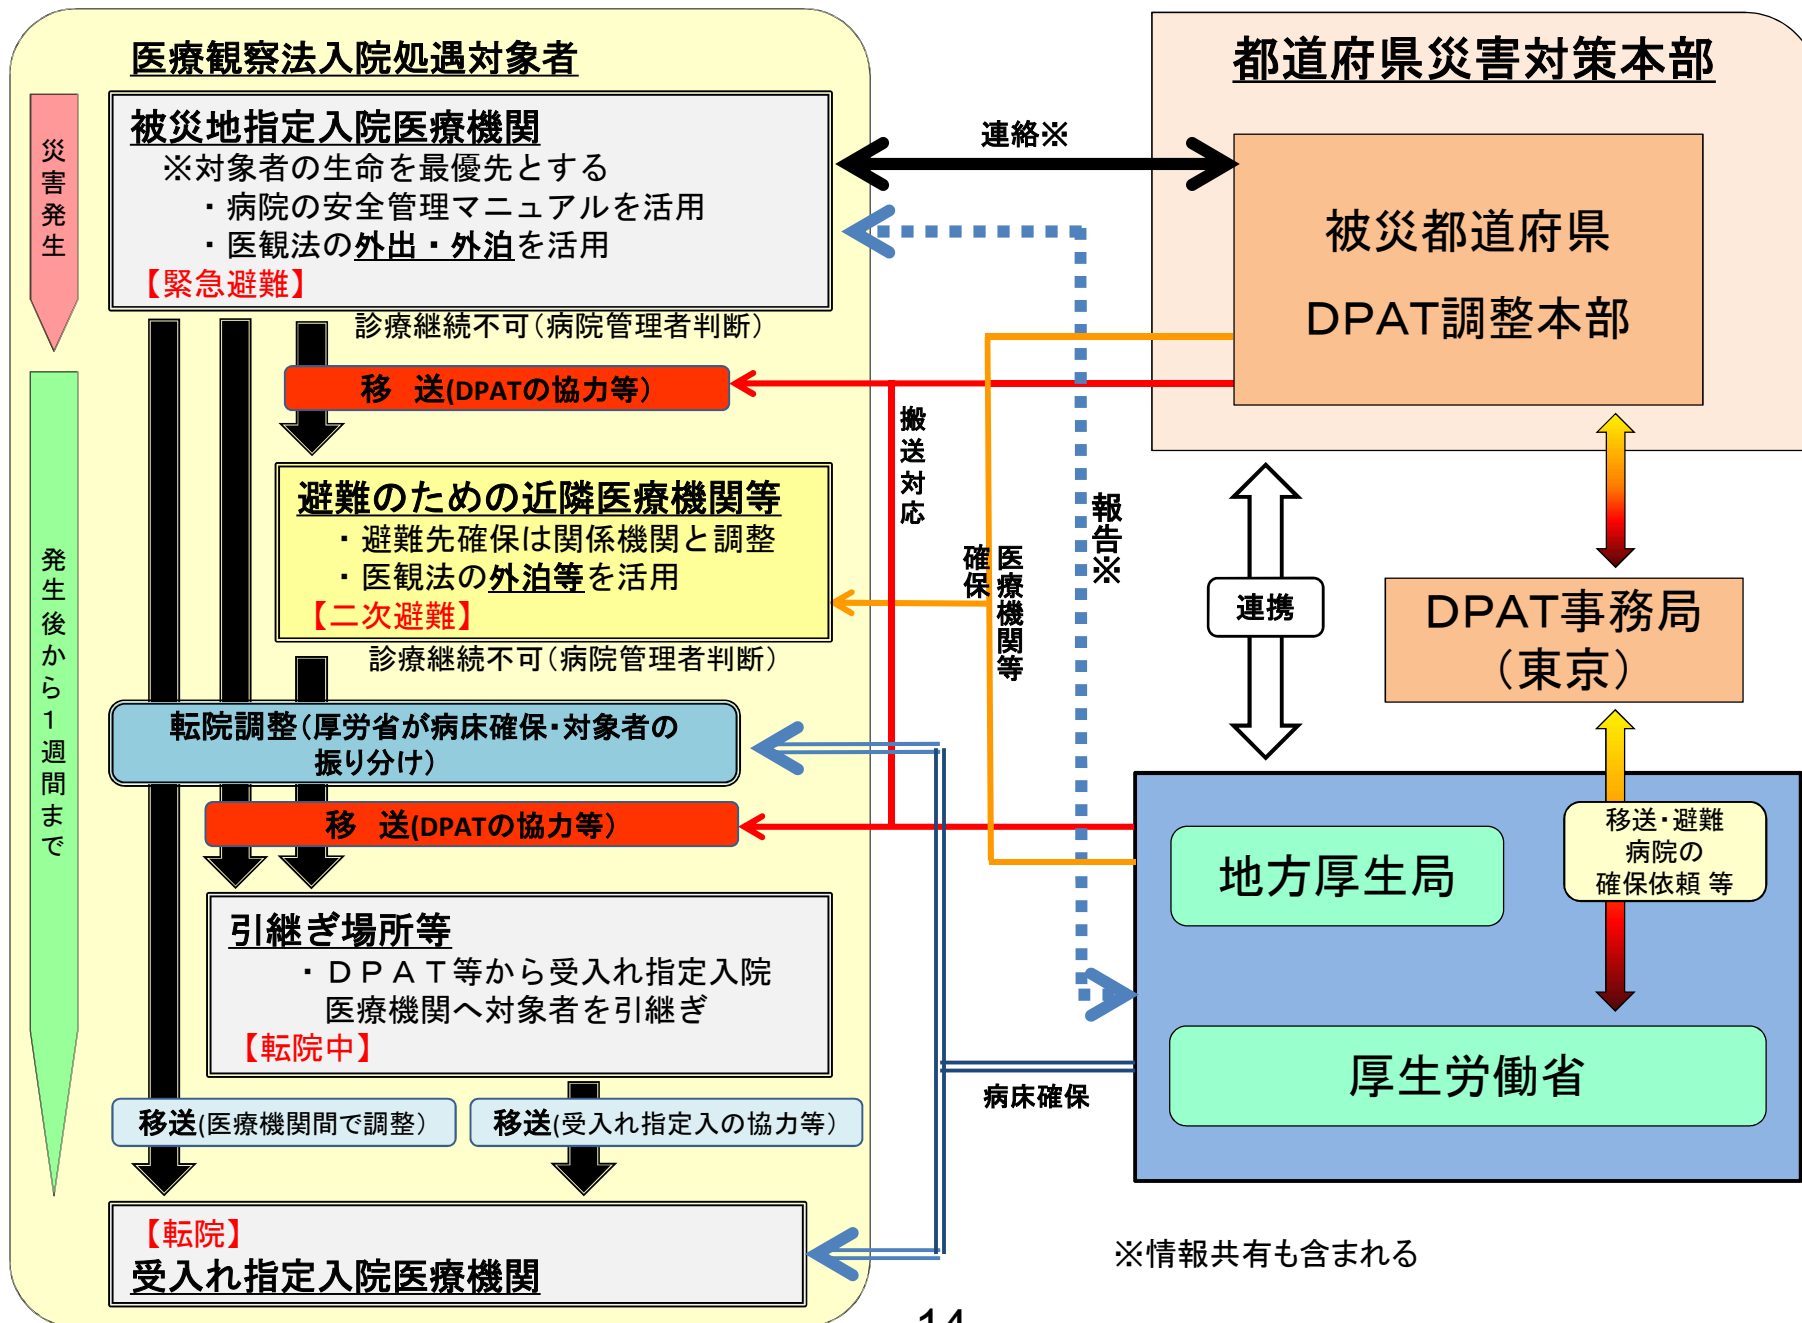 医療観察法入院処遇対象者
災害発生
被災地指定入院医療機関
※対象者の生命を最優先とする
・病院の安全管理マニュアルを活用
・医観法の外出・外泊を活用
【緊急避難】
診療継続不可(病院管理者判断)
移 送(DPATの協力等)
発生後から1週間まで
避難のための近隣医療機関等
・避難先確保は関係機関と調整
・医観法の外泊等を活用
【二次避難】
診療継続不可(病院管理者判断)
転院調整(厚労省が病床確保・対象者の
振り分け)
移 送(DPATの協力等)
引継ぎ場所等
・DPAT等から受入れ指定入院
医療機関へ対象者を引継ぎ
【転院中】
移送(医療機関間で調整)
移送(受入れ指定入の協力等)
【転院】
受入れ指定入院医療機関
連絡※
搬送対応
医療機関等
確保
報告※
病床確保
都道府県災害対策本部
被災都道府県
DPAT調整本部
連携
DPAT事務局
(東京)
移送・避難
病院の
確保依頼 等
地方厚生局
厚生労働省
※情報共有も含まれる
14